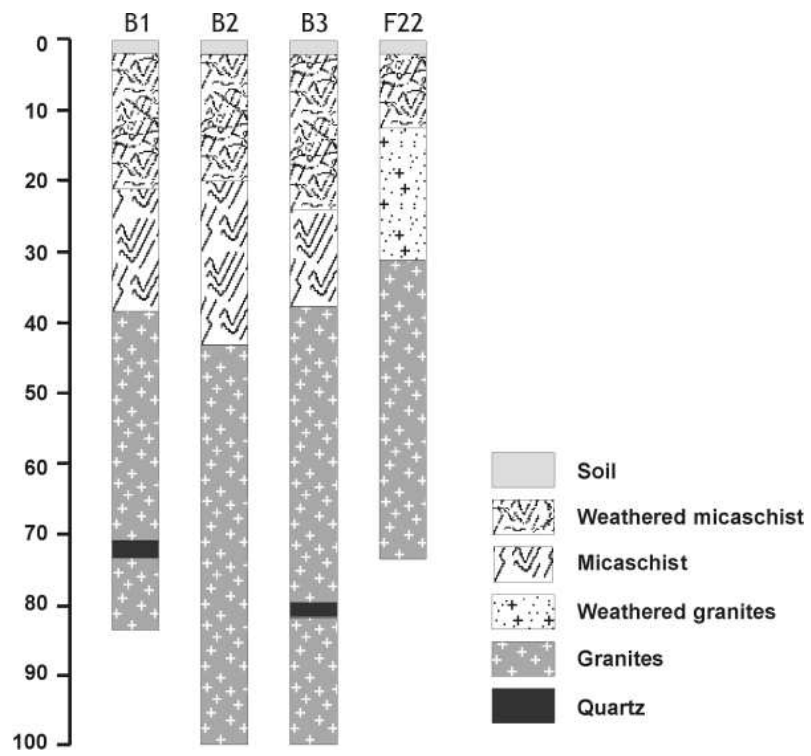 B1 B2 B3 F22
0
10
20
30
40
50
60
70
80
90
100
Soil
Weathered micaschist
Micaschist
Weathered granites
Granites
Quartz